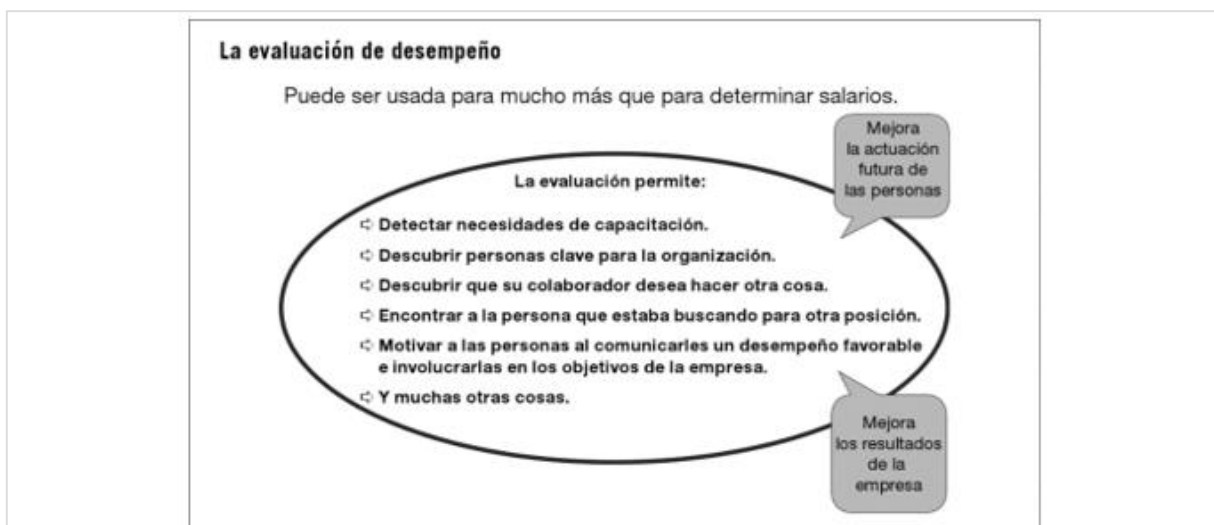 La evaluación de desempeño
Puede ser usada para mucho más que para determinar salarios.
Mejora
la actuación
futura de
las personas
La evaluación permite:
➪ Detectar necesidades de capacitación.
➪ Descubrir personas clave para la organización.
➪ Descubrir que su colaborador desea hacer otra cosa.
➪ Encontrar a la persona que estaba buscando para otra posición.
➪ Motivar a las personas al comunicarles un desempeño favorable
e involucrarlas en los objetivos de la empresa.
➪ Y muchas otras cosas.
Mejora
los resultados
de la
empresa